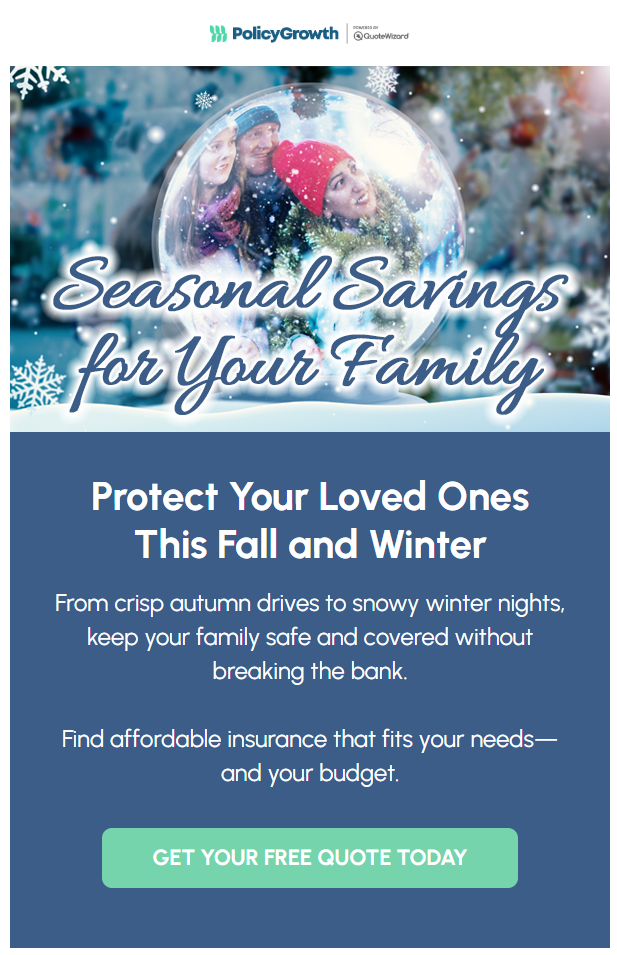 PolicyGrowth
POWERED BY
QuoteWizard
Seasonal Savings
for Your Family
Protect Your Loved Ones
This Fall and Winter
From crisp autumn drives to snowy winter nights,
keep your family safe and covered without
breaking the bank.
Find affordable insurance that fits your needs—
and your budget.
GET YOUR FREE QUOTE TODAY